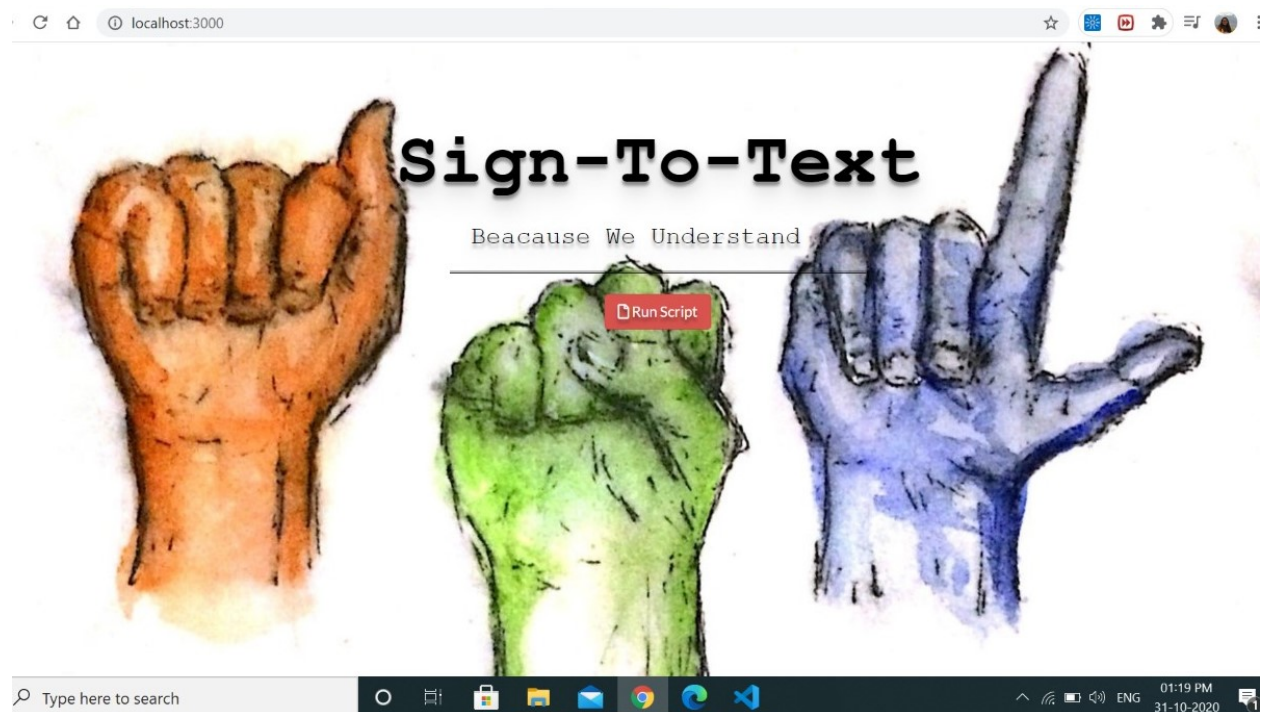 localhost:3000
Sign-To-Text
Beacause We Understand
Run Script
Type here to search
ENG
01:19 PM
31-10-2020
1